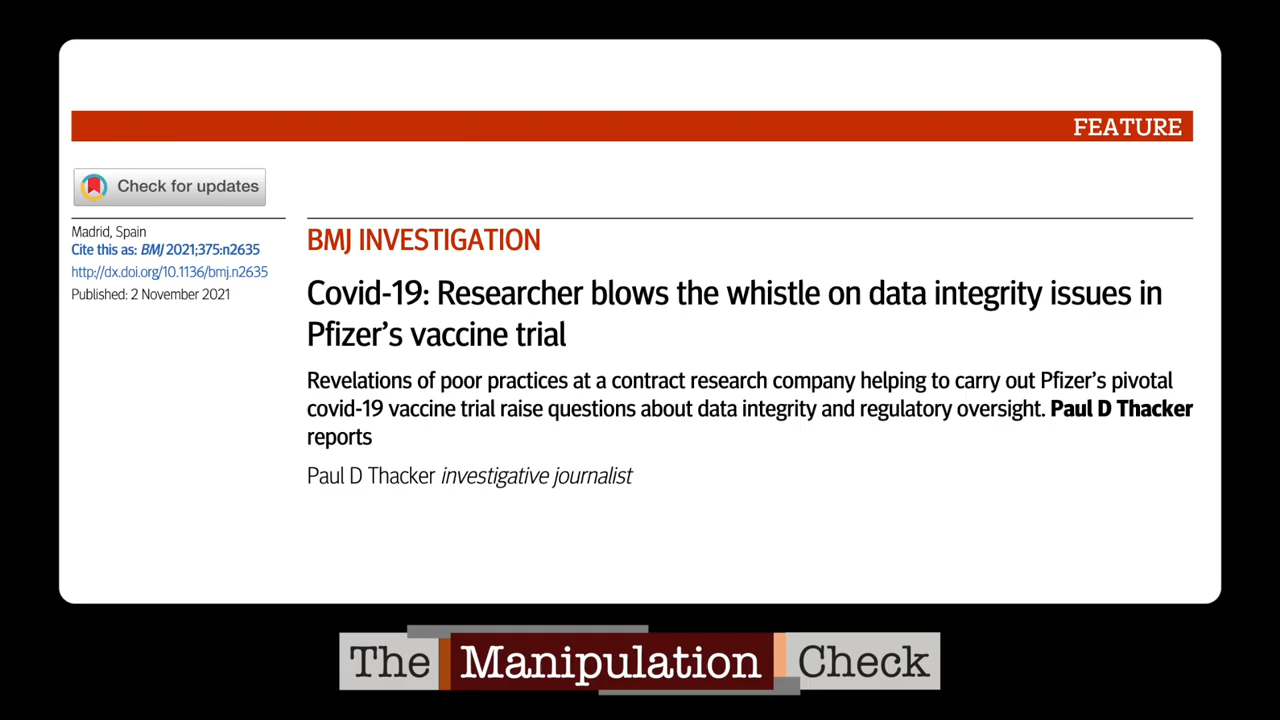 FEATURE
Check for updates
Madrid, Spain
Cite this as: BMJ 2021;375:n2635
http://dx.doi.org/10.1136/bmj.n2635
Published: 2 November 2021
BMJ INVESTIGATION
Covid-19: Researcher blows the whistle on data integrity issues in
Pfizer’s vaccine trial
Revelations of poor practices at a contract research company helping to carry out Pfizer’s pivotal
covid-19 vaccine trial raise questions about data integrity and regulatory oversight. Paul D Thacker
reports
Paul D Thacker investigative journalist
The Manipulation Check